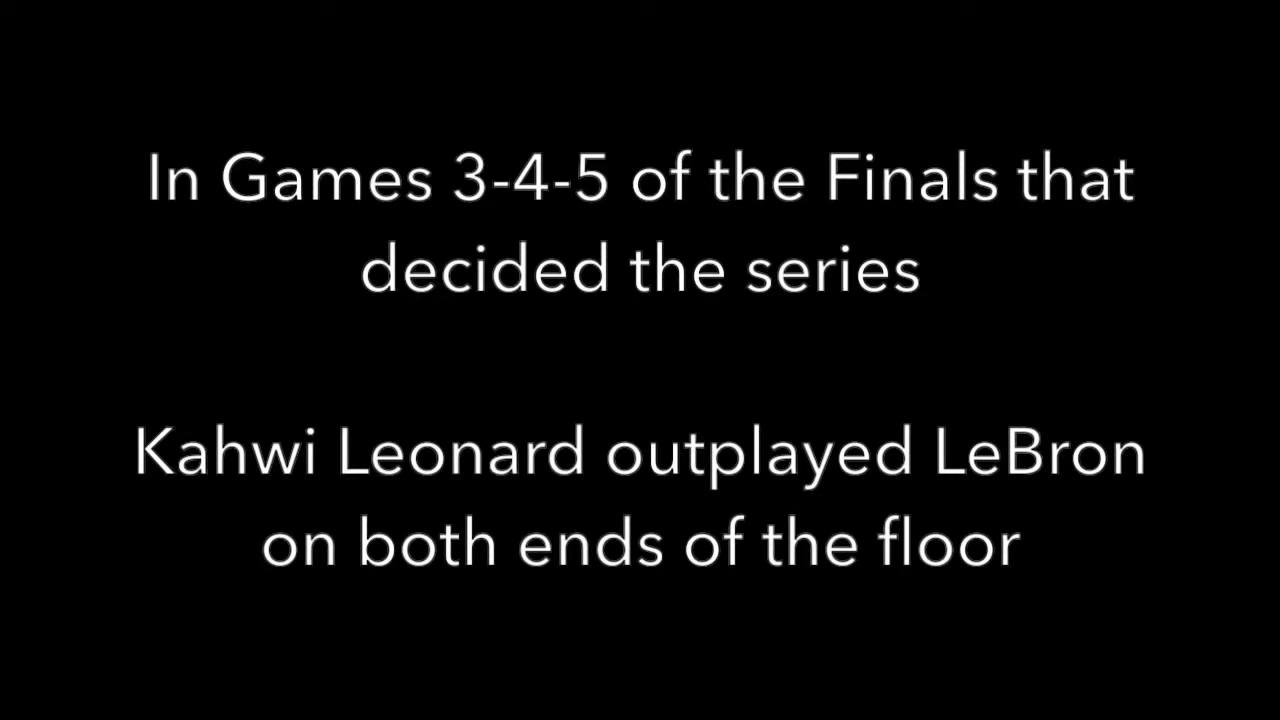 In Games 3-4-5 of the Finals that
decided the series
Kahwi Leonard outplayed LeBron
on both ends of the floor